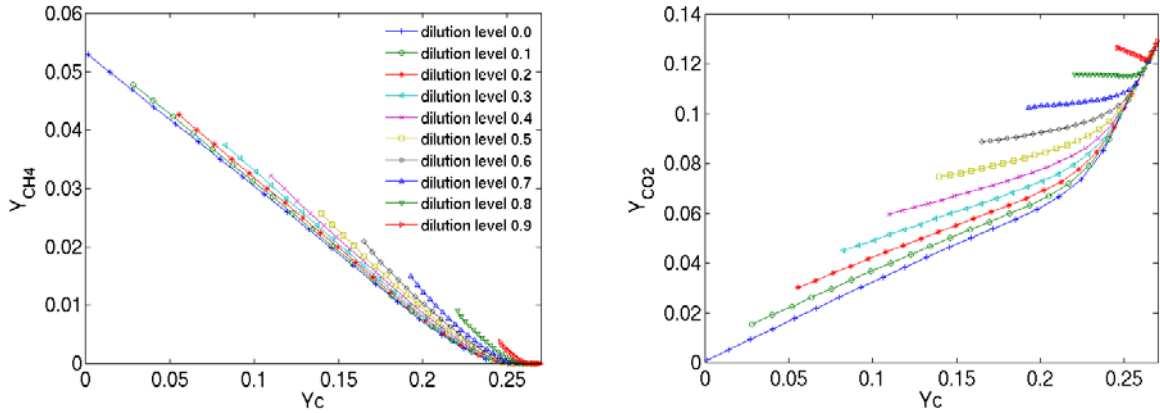 0.06
0.05
0.04
0.03
0.02
0.01
0
Y_CH4
0 0.05 0.1 0.15 0.2 0.25
Yc
dilution level 0.0
dilution level 0.1
dilution level 0.2
dilution level 0.3
dilution level 0.4
dilution level 0.5
dilution level 0.6
dilution level 0.7
dilution level 0.8
dilution level 0.9
0.14
0.12
0.1
0.08
0.06
0.04
0.02
0
Y_CO2
0 0.05 0.1 0.15 0.2 0.25
Yc